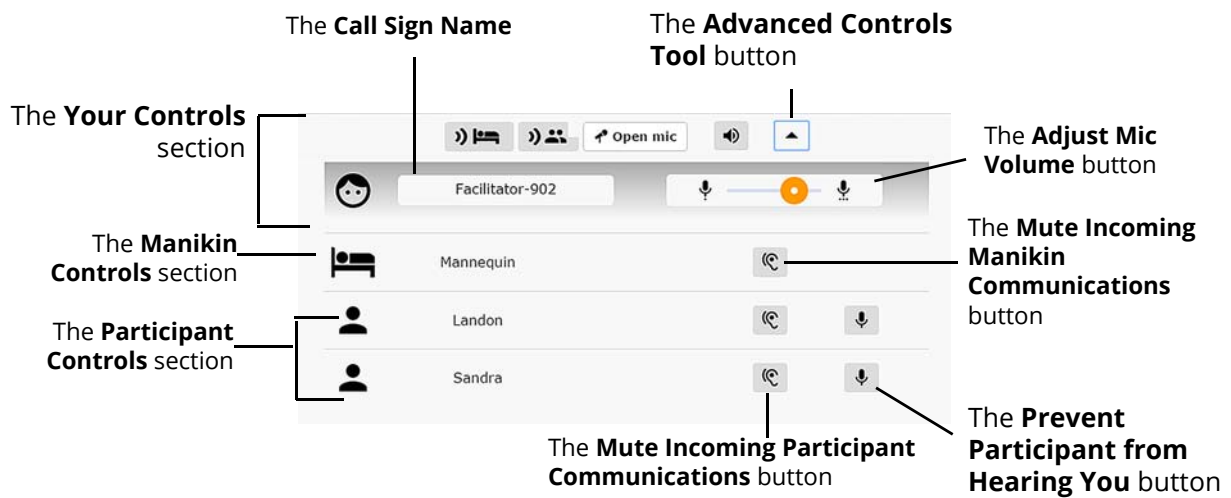 The Call Sign Name
The Advanced Controls
Tool button
The Your Controls
section
Open mic
The Adjust Mic
Volume button
Facilitator-902
The Manikin
Controls section
Mannequin
The Mute Incoming
Manikin
Communications
button
The Participant
Controls section
Landon
Sandra
The Mute Incoming Participant
Communications button
The Prevent
Participant from
Hearing You button